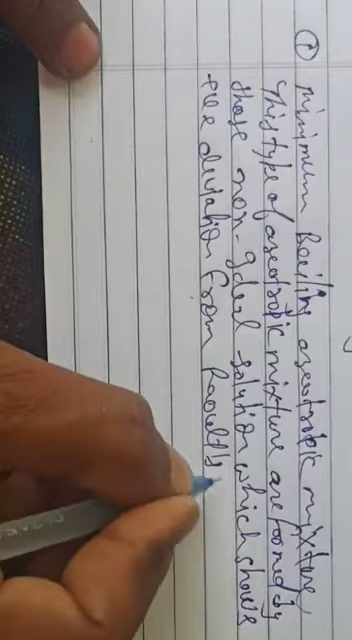 ① Minimum Boiling azeotropic mixture
This type of azeotropic mixture are formed by
those non-ideal solution which shows
+ve deviation from Raoult's